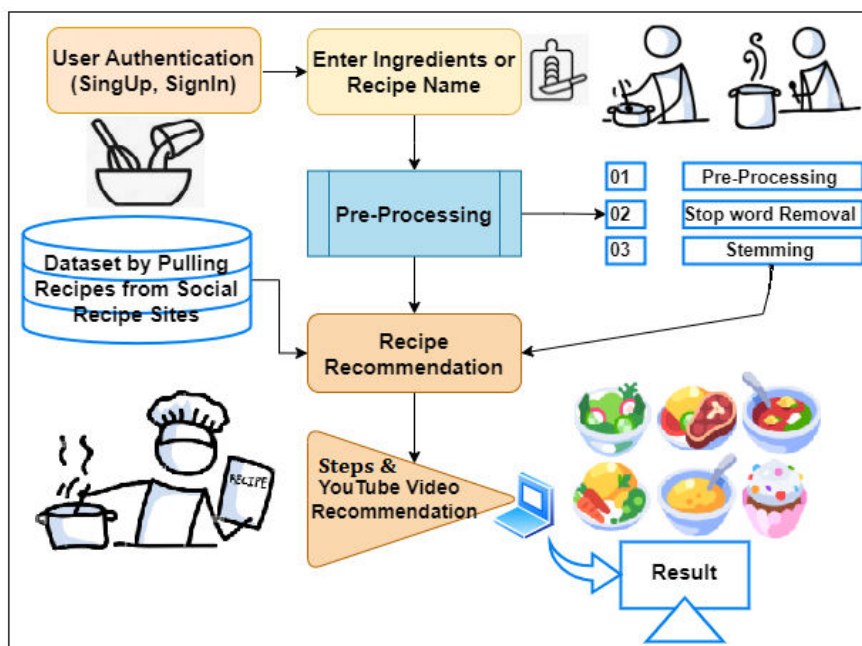 User Authentication
(SingUp, SignIn)
Enter Ingredients or
Recipe Name
Pre-Processing
01
Pre-Processing
02
Stop word Removal
03
Stemming
Dataset by Pulling
Recipes from Social
Recipe Sites
Recipe
Recommendation
RECIPE
Steps &
YouTube Video
Recommendation
Result